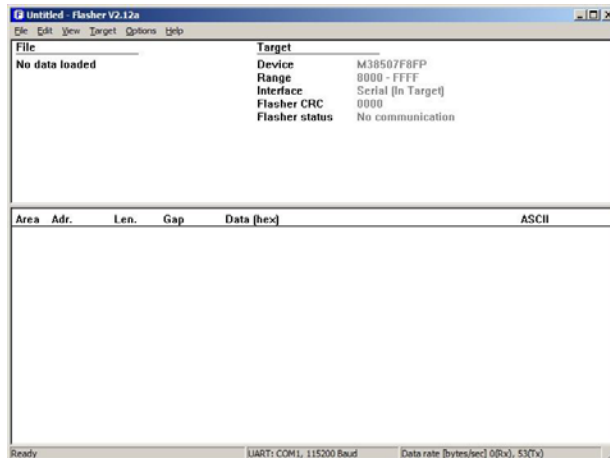 Untitled - Flasher V2.12a
File Edit View Target Options Help
File
No data loaded
Target
Device M38507F8FP
Range 8000 - FFFF
Interface Serial (In Target)
Flasher CRC 0000
Flasher status No communication
Area Adr. Len. Gap Data (hex) ASCII
Ready UART: COM1, 115200 Baud Data rate [bytes/sec] 0(Rx), 53(Tx)